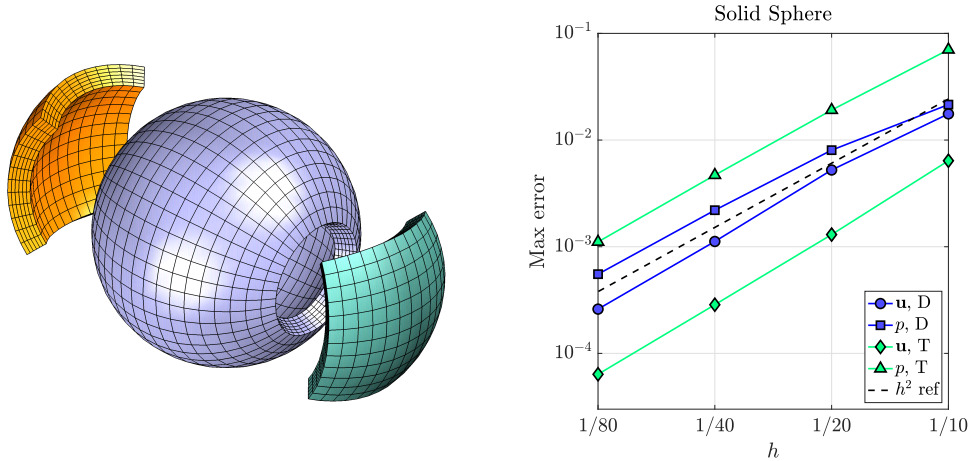 Solid Sphere
Max error
10⁻¹
10⁻²
10⁻³
10⁻⁴
u, D
p, D
u, T
p, T
h² ref
1/80 1/40 1/20 1/10
h